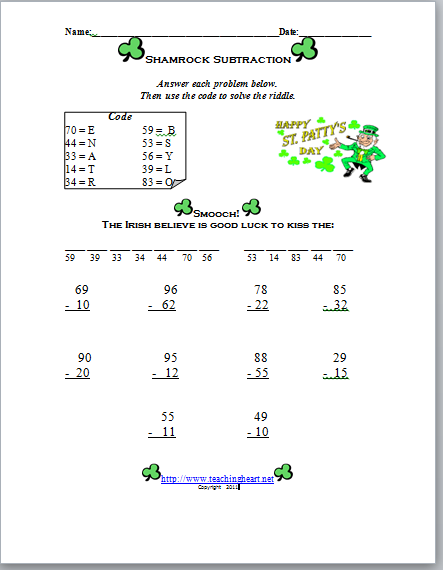 Name: Date:
SHAMROCK SUBTRACTION
Answer each problem below.
Then use the code to solve the riddle.
Code
70 = E 59 = B
44 = N 53 = S
33 = A 56 = Y
14 = T 39 = L
34 = R 83 = O
HAPPY
ST. PATTY'S
DAY
SMOOCH!
THE IRISH BELIEVE IS GOOD LUCK TO KISS THE:
59 39 33 34 44 70 56 53 14 83 44 70
69 96 78 85
- 10 - 62 - 22 - 32
90 95 88 29
- 20 - 12 - 55 - 15
55 49
- 11 - 10
http://www.teachingheart.net
Copyright 2011